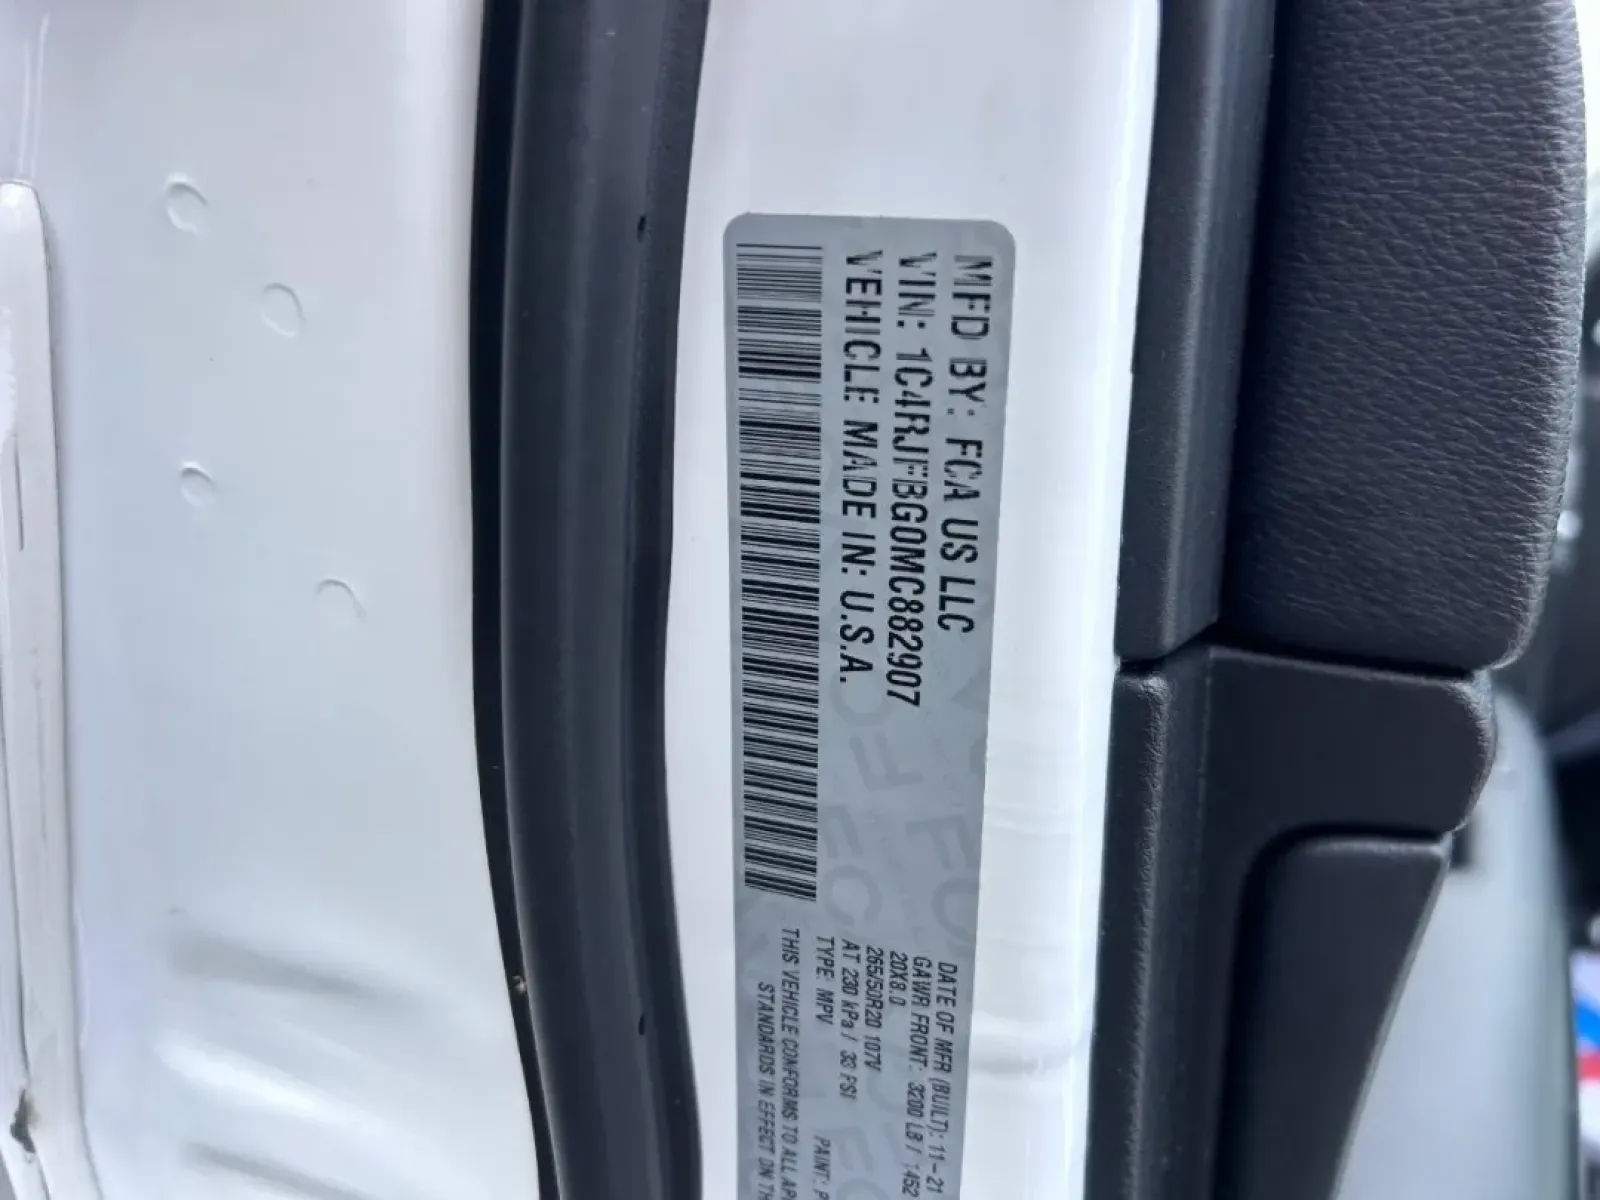 MFD BY: FCA US LLC
VIN: 1C4RJFBG0MC882907
VEHICLE MADE IN: U.S.A.
DATE OF MFR (BUILT): 11-21
GAWR FRONT: 3200 LB / 1452
20X8.0
265/50R20 107V
AT 230 kPa / 33 PSI
TYPE: MPV PAINT: P
THIS VEHICLE CONFORMS TO ALL
STANDARDS IN EFFECT ON